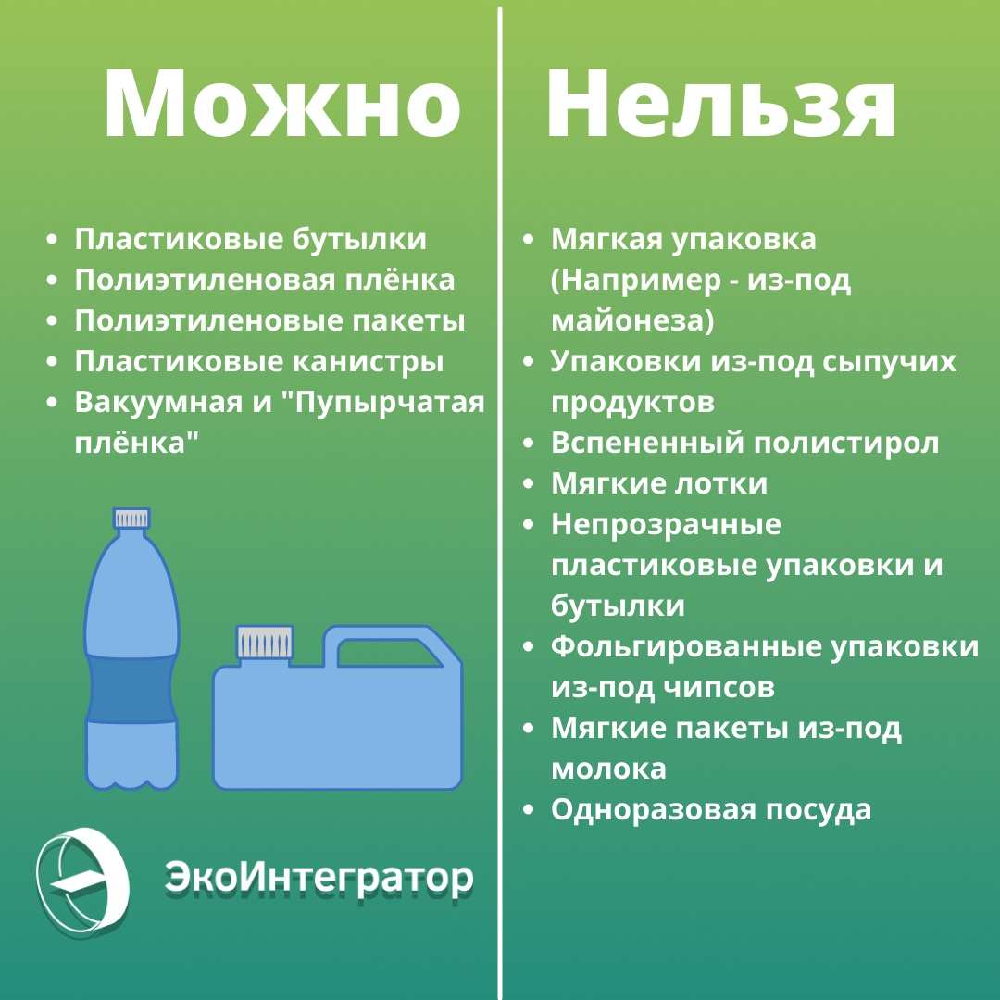 Можно
• Пластиковые бутылки
• Полиэтиленовая плёнка
• Полиэтиленовые пакеты
• Пластиковые канистры
• Вакуумная и "Пупырчатая
плёнка"
ЭкоИнтегратор
Нельзя
• Мягкая упаковка
(Например - из-под
майонеза)
• Упаковки из-под сыпучих
продуктов
• Вспененный полистирол
• Мягкие лотки
• Непрозрачные
пластиковые упаковки и
бутылки
• Фольгированные упаковки
из-под чипсов
• Мягкие пакеты из-под
молока
• Одноразовая посуда